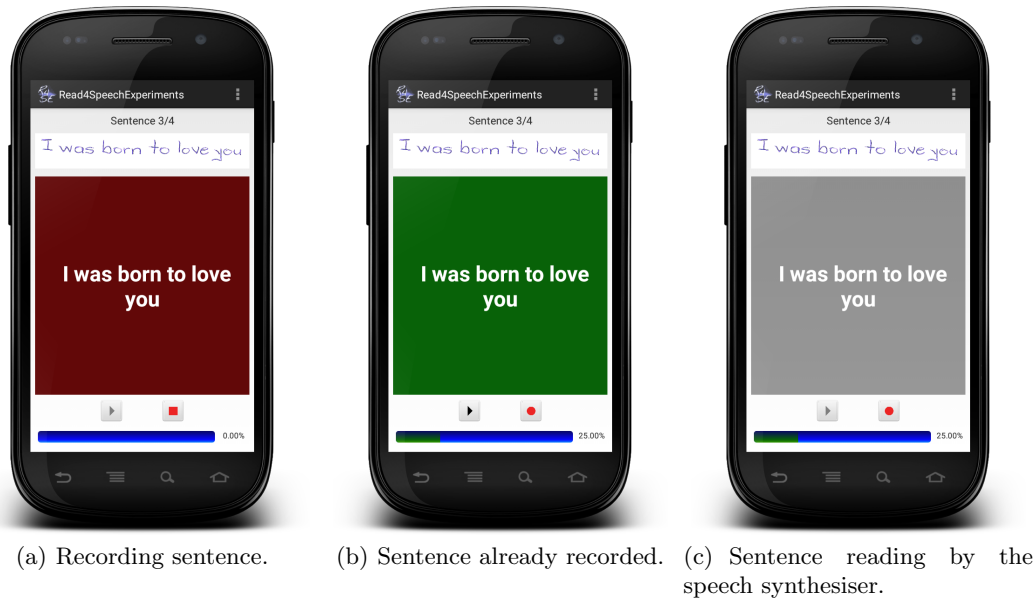 Read4SpeechExperiments
Sentence 3/4
I was born to love you
I was born to love
you
0.00%
(a) Recording sentence.
Read4SpeechExperiments
Sentence 3/4
I was born to love you
I was born to love
you
25.00%
(b) Sentence already recorded.
Read4SpeechExperiments
Sentence 3/4
I was born to love you
I was born to love
you
25.00%
(c) Sentence reading by the
speech synthesiser.